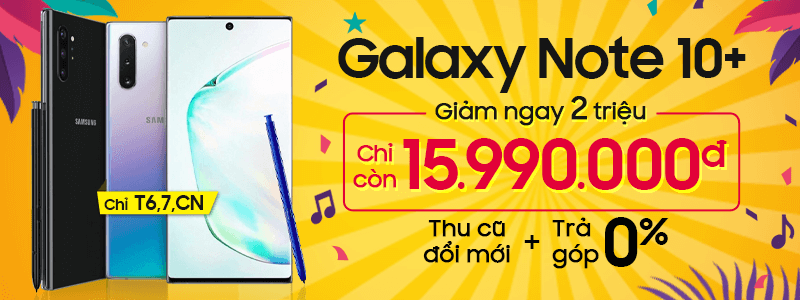 Galaxy Note 10+
Giảm ngay 2 triệu
Chỉ còn 15.990.000đ
Thu cũ đổi mới + Trả góp 0%
Chỉ T6,7,CN
SAMSUNG
SAM